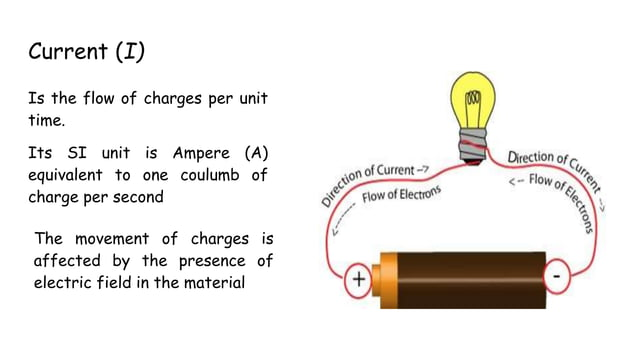 Current (I)
Is the flow of charges per unit
time.
Its SI unit is Ampere (A)
equivalent to one coulumb of
charge per second
The movement of charges is
affected by the presence of
electric field in the material
Direction of Current -->
<-------- Flow of Electrons
Direction of Current -->
<-- Flow of Electrons
+
-